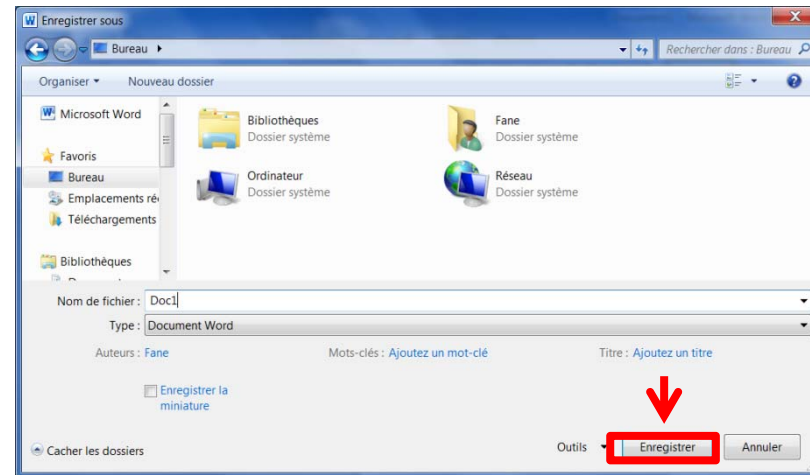 Enregistrer sous
Bureau
Rechercher dans : Bureau
Organiser
Nouveau dossier
Microsoft Word
Favoris
Bureau
Emplacements ré
Téléchargements
Bibliothèques
Bibliothèques
Dossier système
Fane
Dossier système
Ordinateur
Dossier système
Réseau
Dossier système
Nom de fichier : Doc1
Type : Document Word
Auteurs : Fane
Mots-clés : Ajoutez un mot-clé
Titre : Ajoutez un titre
Enregistrer la
miniature
Cacher les dossiers
Outils
Enregistrer
Annuler